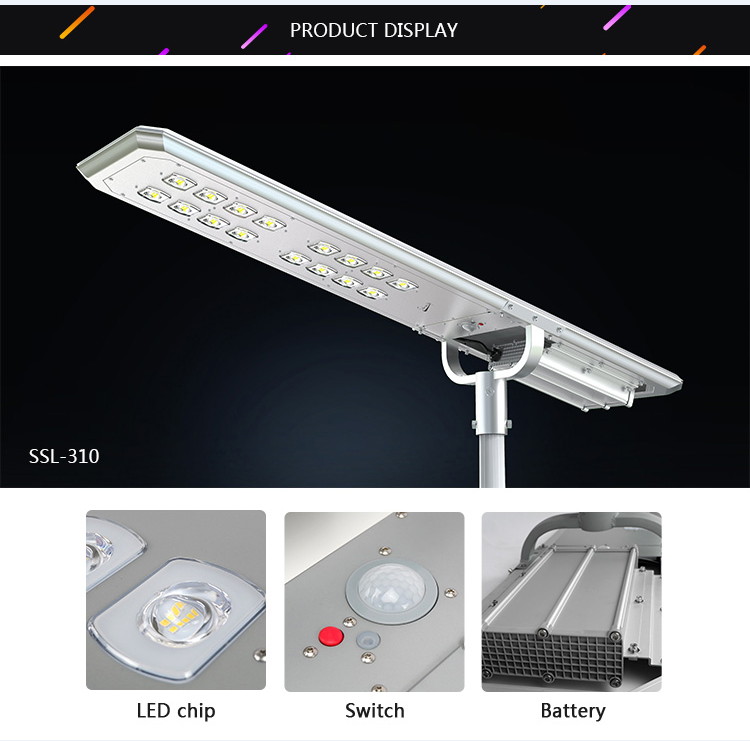 PRODUCT DISPLAY
SSL-310
LED chip
Switch
Battery